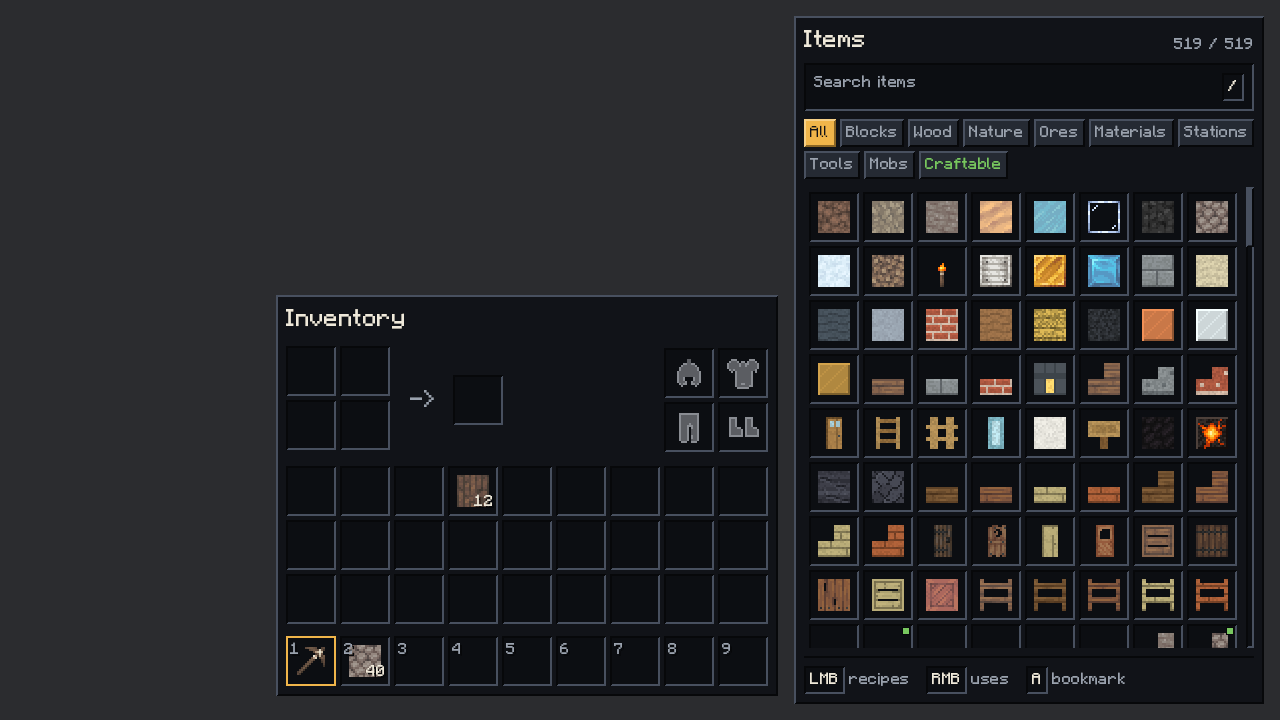 Items
519 / 519
Search items
/
All Blocks Wood Nature Ores Materials Stations
Tools Mobs Craftable
Inventory
->
12
1 2 3 4 5 6 7 8 9
40
LMB recipes RMB uses A bookmark